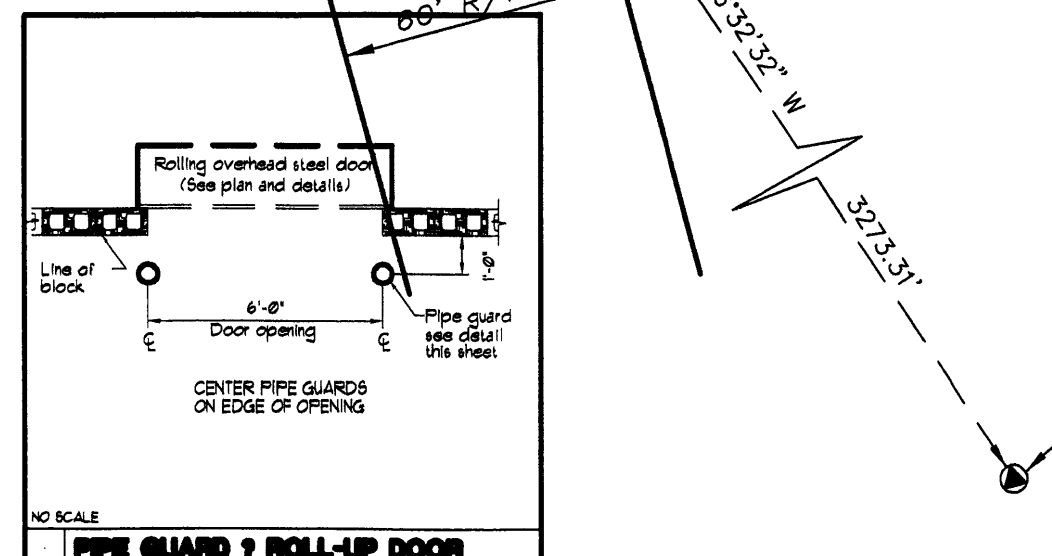 60'
Rolling overhead steel door
(See plan and details)
Line of
block
1'-0"
6'-0"
Door opening
℄
℄
Pipe guard
see detail
this sheet
CENTER PIPE GUARDS
ON EDGE OF OPENING
NO SCALE
PIPE GUARD ? ROLL-UP DOOR
32'32" W
3273.31'